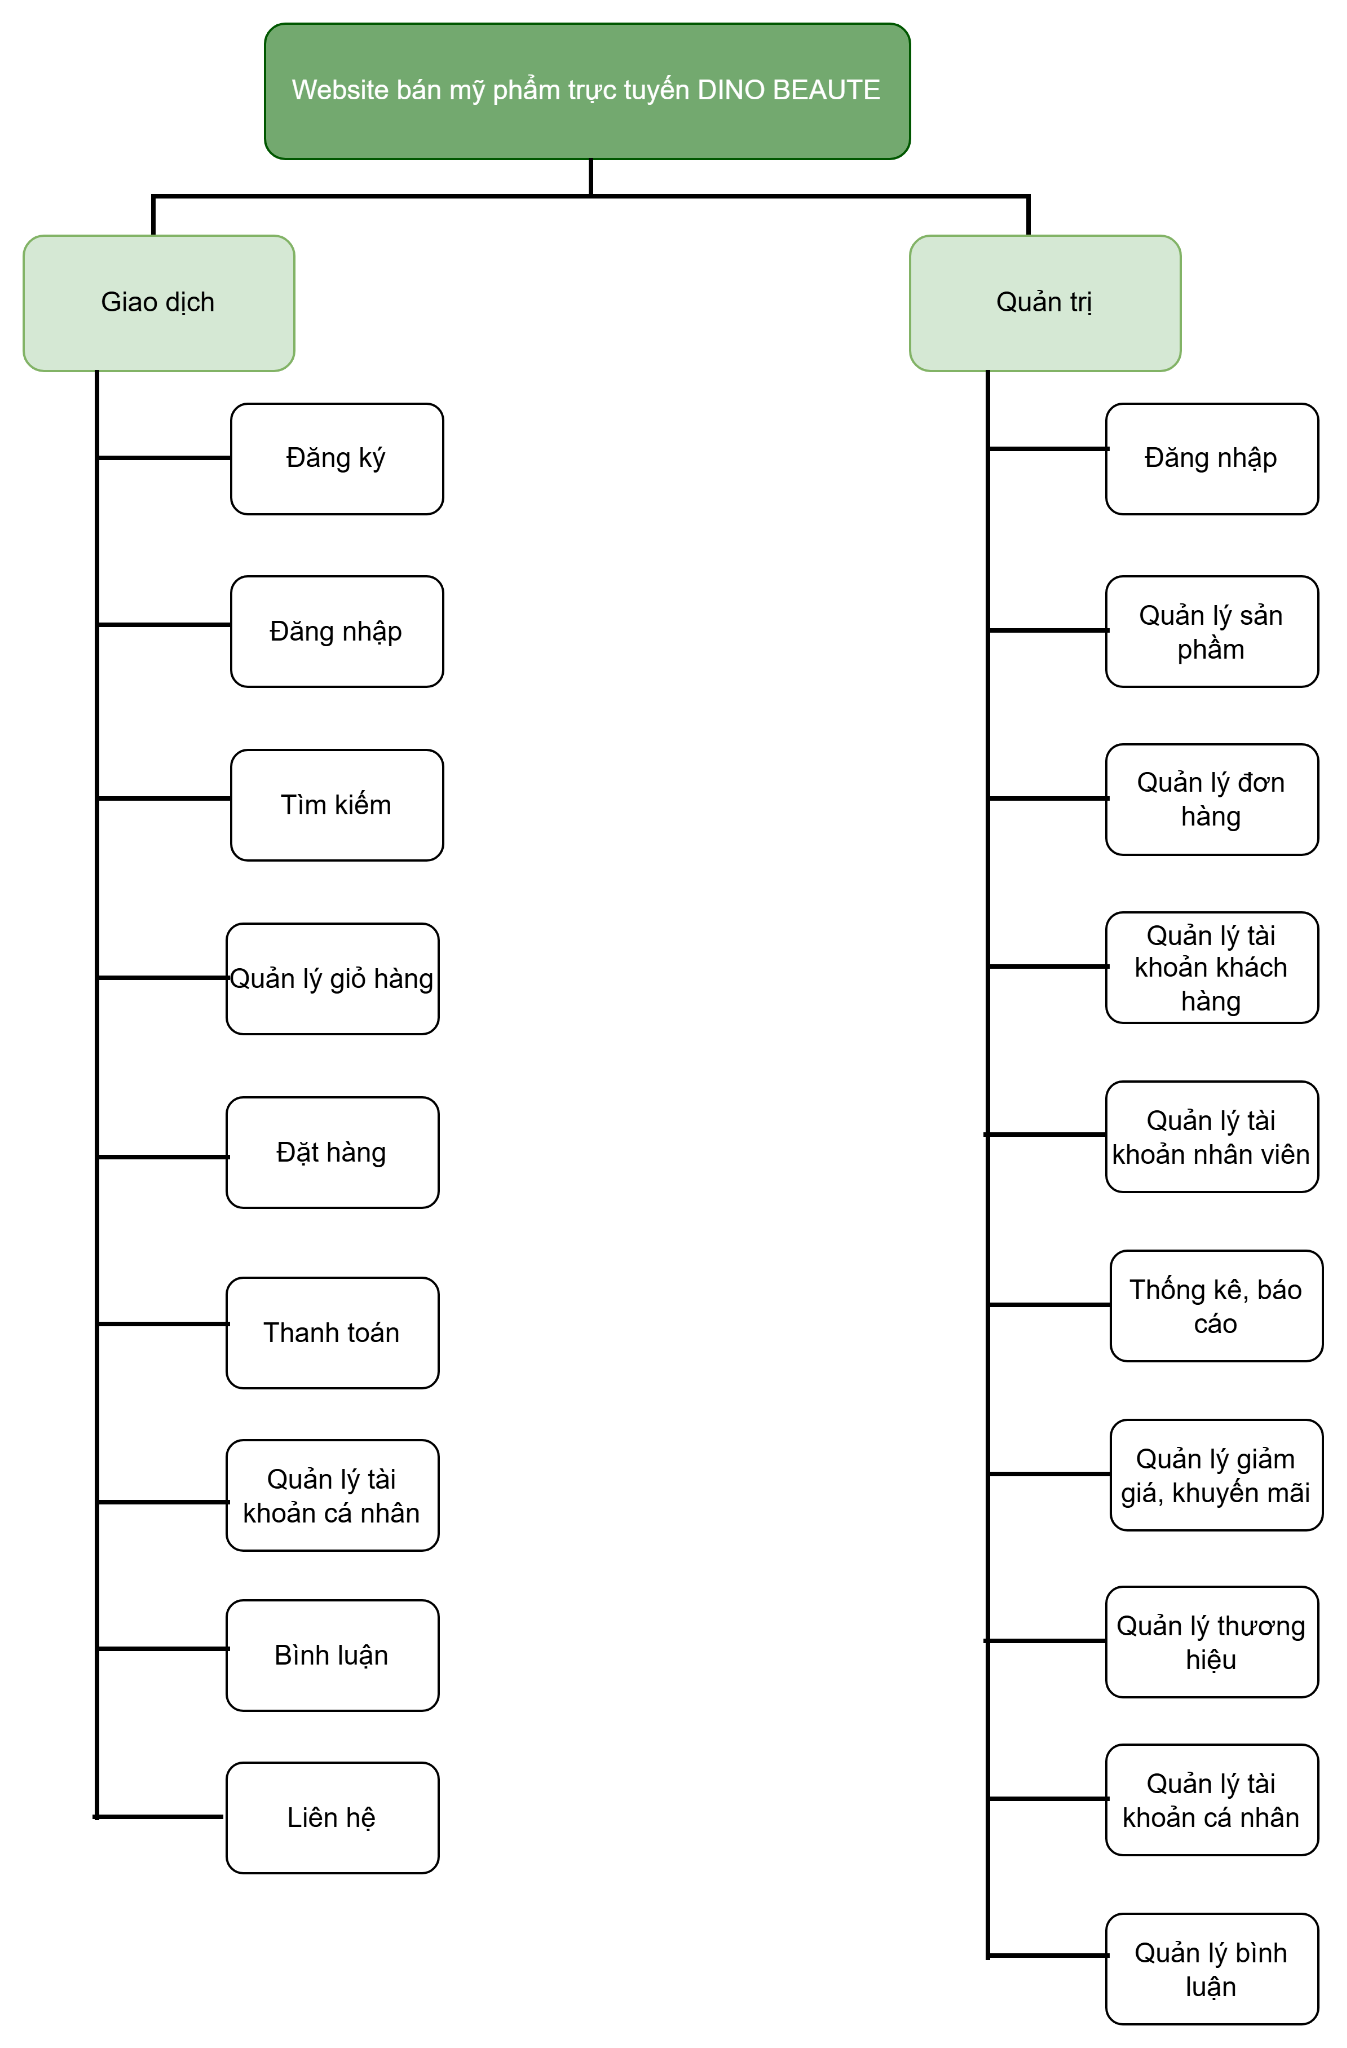 Website bán mỹ phẩm trực tuyến DINO BEAUTE
Giao dịch
Đăng ký
Đăng nhập
Tìm kiếm
Quản lý giỏ hàng
Đặt hàng
Thanh toán
Quản lý tài
khoản cá nhân
Bình luận
Liên hệ
Quản trị
Đăng nhập
Quản lý sản
phầm
Quản lý đơn
hàng
Quản lý tài
khoản khách
hàng
Quản lý tài
khoản nhân viên
Thống kê, báo
cáo
Quản lý giảm
giá, khuyến mãi
Quản lý thương
hiệu
Quản lý tài
khoản cá nhân
Quản lý bình
luận